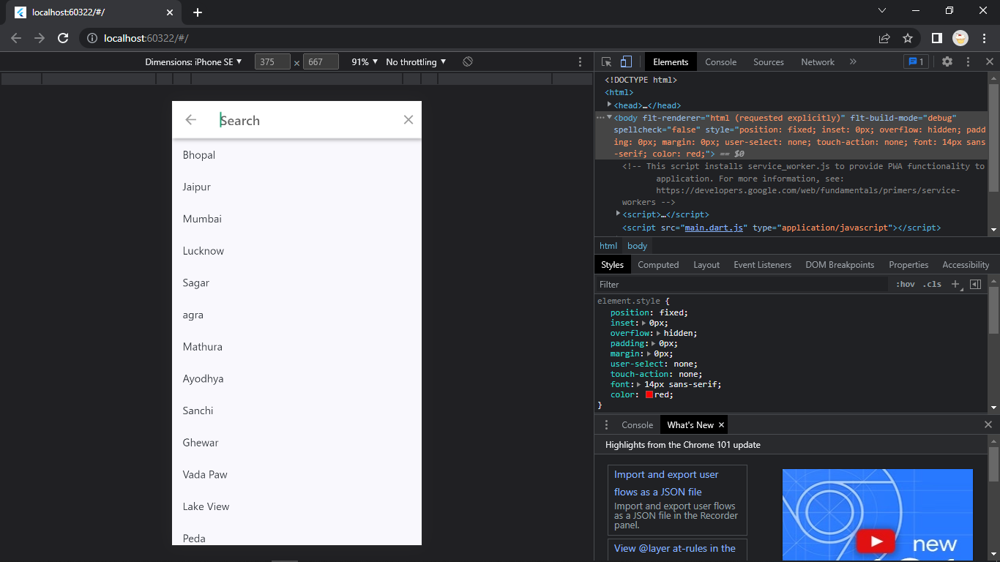 localhost:60322/#/
localhost:60322/#/
Dimensions: iPhone SE ▼ 375 × 667 91% ▼ No throttling ▼
Elements Console Sources Network » 1
Search
Bhopal
Jaipur
Mumbai
Lucknow
Sagar
agra
Mathura
Ayodhya
Sanchi
Ghewar
Vada Paw
Lake View
Peda
<!DOCTYPE html>
<html>
<head>…</head>
<body flt-renderer="html (requested explicitly)" flt-build-mode="debug"
spellcheck="false" style="position: fixed; inset: 0px; overflow: hidden; padd
ing: 0px; margin: 0px; user-select: none; touch-action: none; font: 14px sans
-serif; color: red;"> == $0
<!-- This script installs service_worker.js to provide PWA functionality to
application. For more information, see:
https://developers.google.com/web/fundamentals/primers/service-
workers -->
<script>…</script>
<script src="main.dart.js" type="application/javascript"></script>
html body
Styles Computed Layout Event Listeners DOM Breakpoints Properties Accessibility
Filter :hov .cls +
element.style {
position: fixed;
inset: 0px;
overflow: hidden;
padding: 0px;
margin: 0px;
user-select: none;
touch-action: none;
font: 14px sans-serif;
color: red;
}
Console What's New ×
Highlights from the Chrome 101 update
Import and export user
flows as a JSON file
Import and export user flows
as a JSON file in the Recorder
panel.
View @layer at-rules in the
new